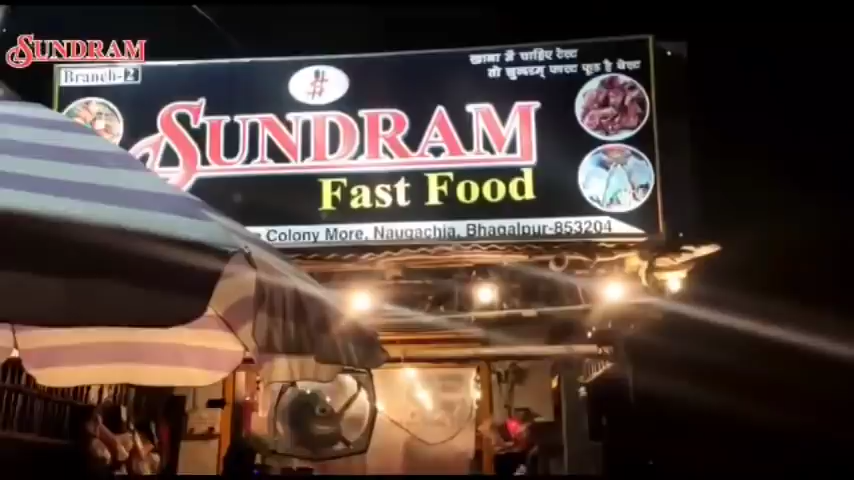 SUNDRAM
Branch-2
#
खाना में चाहिए टेस्ट
तो सुन्दरम् फास्ट फूड है बेस्ट
SUNDRAM
Fast Food
Colony More, Naugachia, Bhagalpur-853204